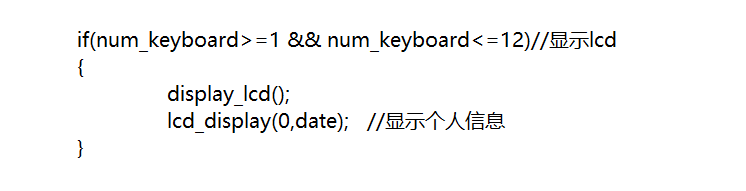 if(num_keyboard>=1 && num_keyboard<=12)//显示lcd
{
display_lcd();
lcd_display(0,date); //显示个人信息
}